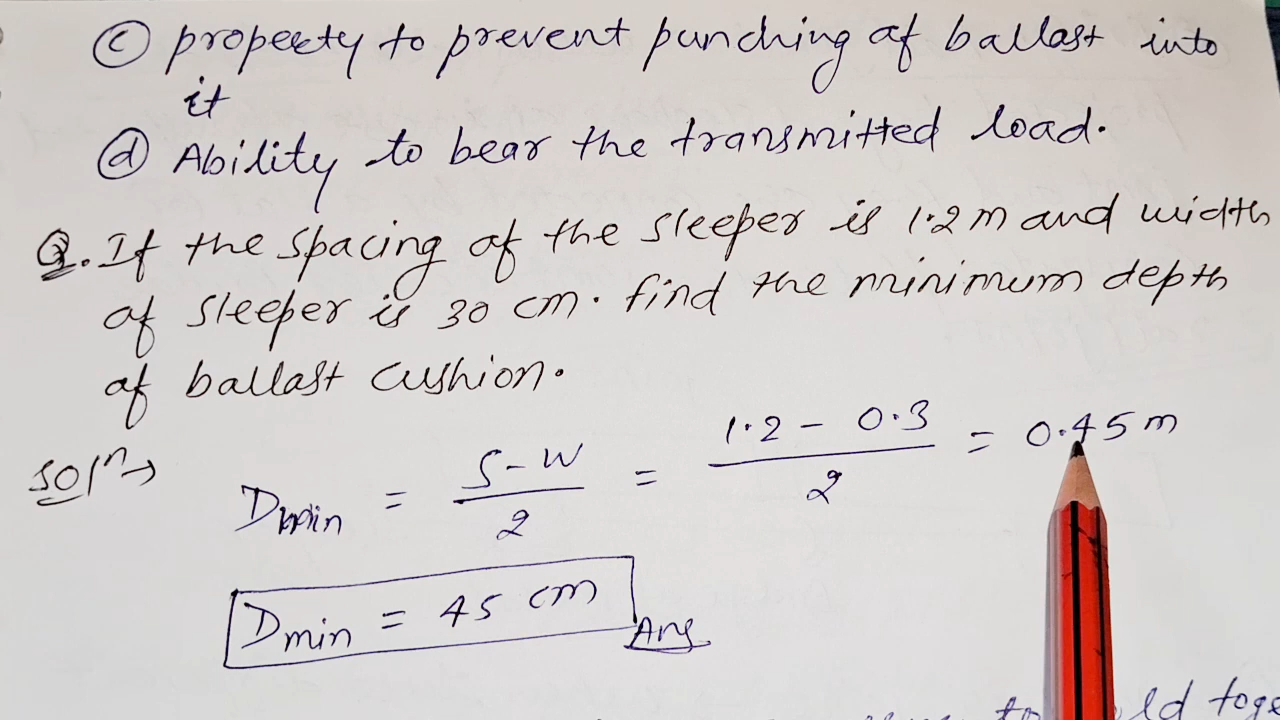 ⓒ property to prevent punching of ballast into
it
ⓓ Ability to bear the transmitted load.
Q. If the spacing of the sleeper is 1.2 m and width
of sleeper is 30 cm. find the minimum depth
of ballast cushion.
Solⁿ→
Dmin = S-W/2 = 1.2 - 0.3/2 = 0.45 m
Dmin = 45 cm
Ans
to